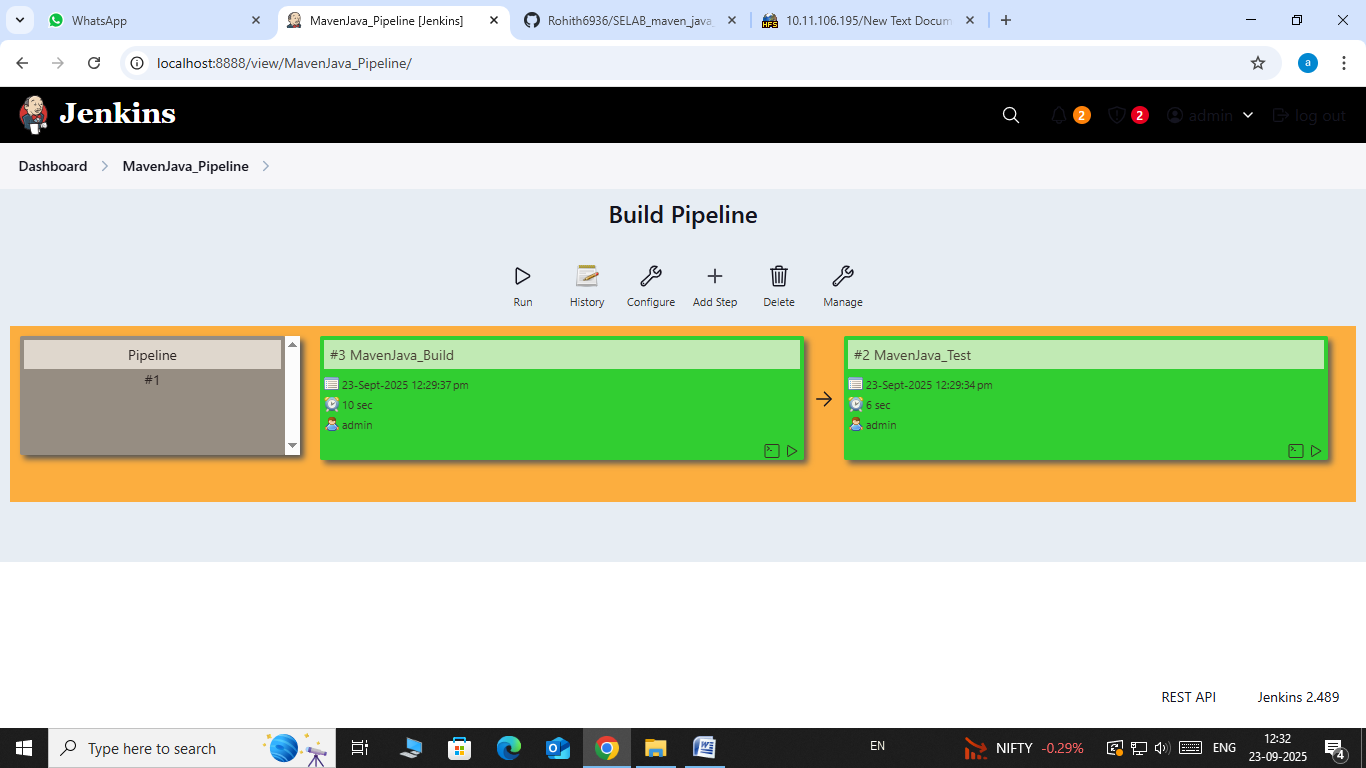 WhatsApp
MavenJava_Pipeline [Jenkins]
Rohith6936/SELAB_maven_java_
10.11.106.195/New Text Docum
localhost:8888/view/MavenJava_Pipeline/
a
Jenkins
2
2
admin
log out
Dashboard
MavenJava_Pipeline
Build Pipeline
Run
History
Configure
Add Step
Delete
Manage
Pipeline
#1
#3 MavenJava_Build
23-Sept-2025 12:29:37 pm
10 sec
admin
#2 MavenJava_Test
23-Sept-2025 12:29:34 pm
6 sec
admin
REST API
Jenkins 2.489
Type here to search
EN
NIFTY -0.29%
ENG
12:32
23-09-2025
4
HFS